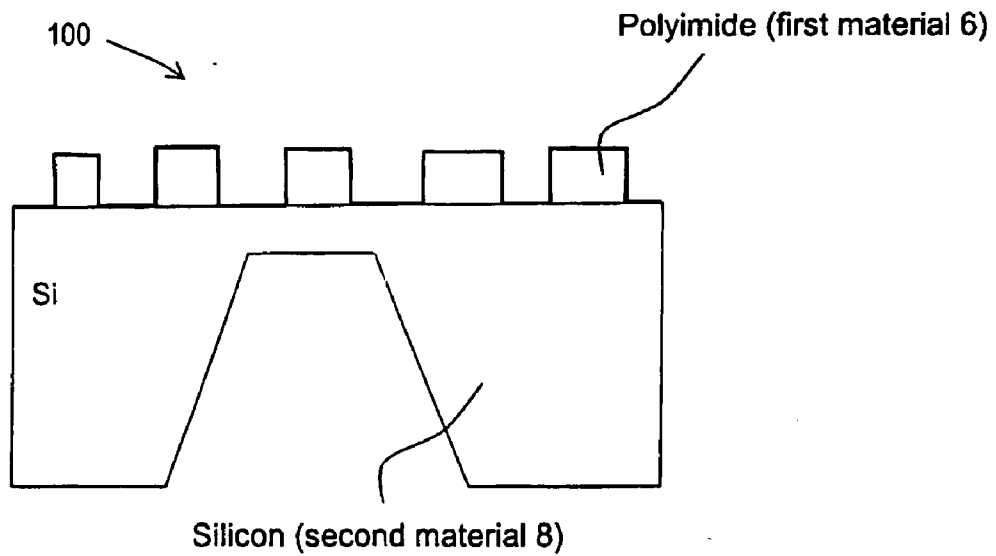 Polyimide (first material 6)
100
Si
Silicon (second material 8)